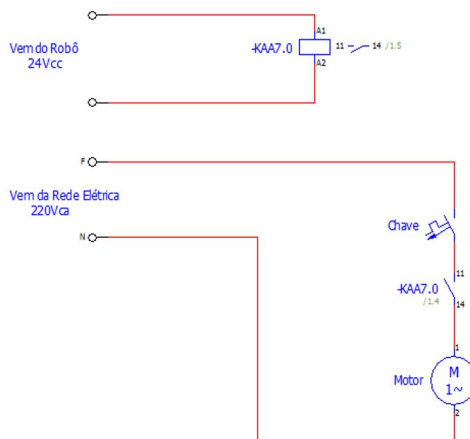 Vem do Robô
24Vcc
-KAA7.0
A1
A2
11
14 /1.5
F
Vem da Rede Elétrica
220Vca
N
Chave
11
-KAA7.0
/1.4
14
1
Motor
M
1~
2